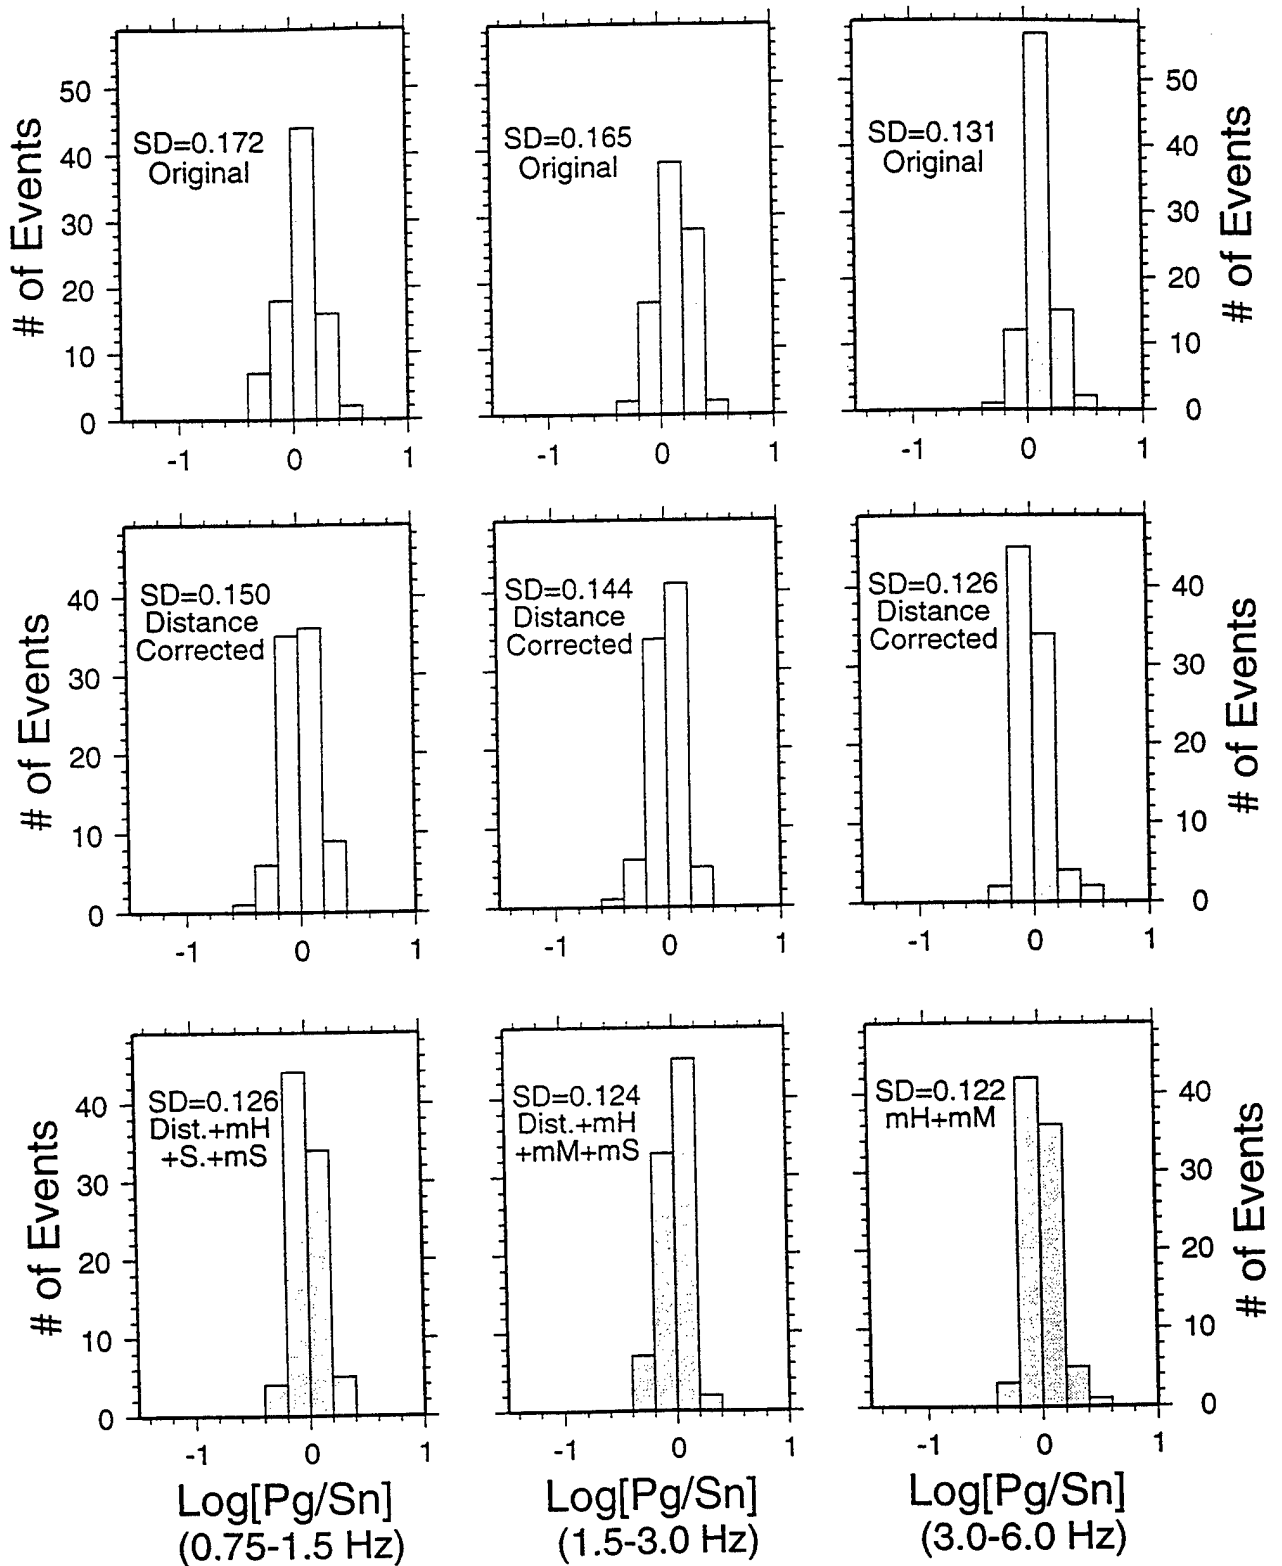 # of Events
50
40
30
20
10
0
SD=0.172
Original
-1 0 1
SD=0.165
Original
-1 0 1
SD=0.131
Original
-1 0 1
50
40
30
20
10
0
# of Events
# of Events
40
30
20
10
0
SD=0.150
Distance
Corrected
-1 0 1
SD=0.144
Distance
Corrected
-1 0 1
SD=0.126
Distance
Corrected
-1 0 1
40
30
20
10
0
# of Events
# of Events
40
30
20
10
0
SD=0.126
Dist.+mH
+S.+mS
-1 0 1
Log[Pg/Sn]
(0.75-1.5 Hz)
SD=0.124
Dist.+mH
+mM+mS
-1 0 1
Log[Pg/Sn]
(1.5-3.0 Hz)
SD=0.122
mH+mM
-1 0 1
Log[Pg/Sn]
(3.0-6.0 Hz)
40
30
20
10
0
# of Events